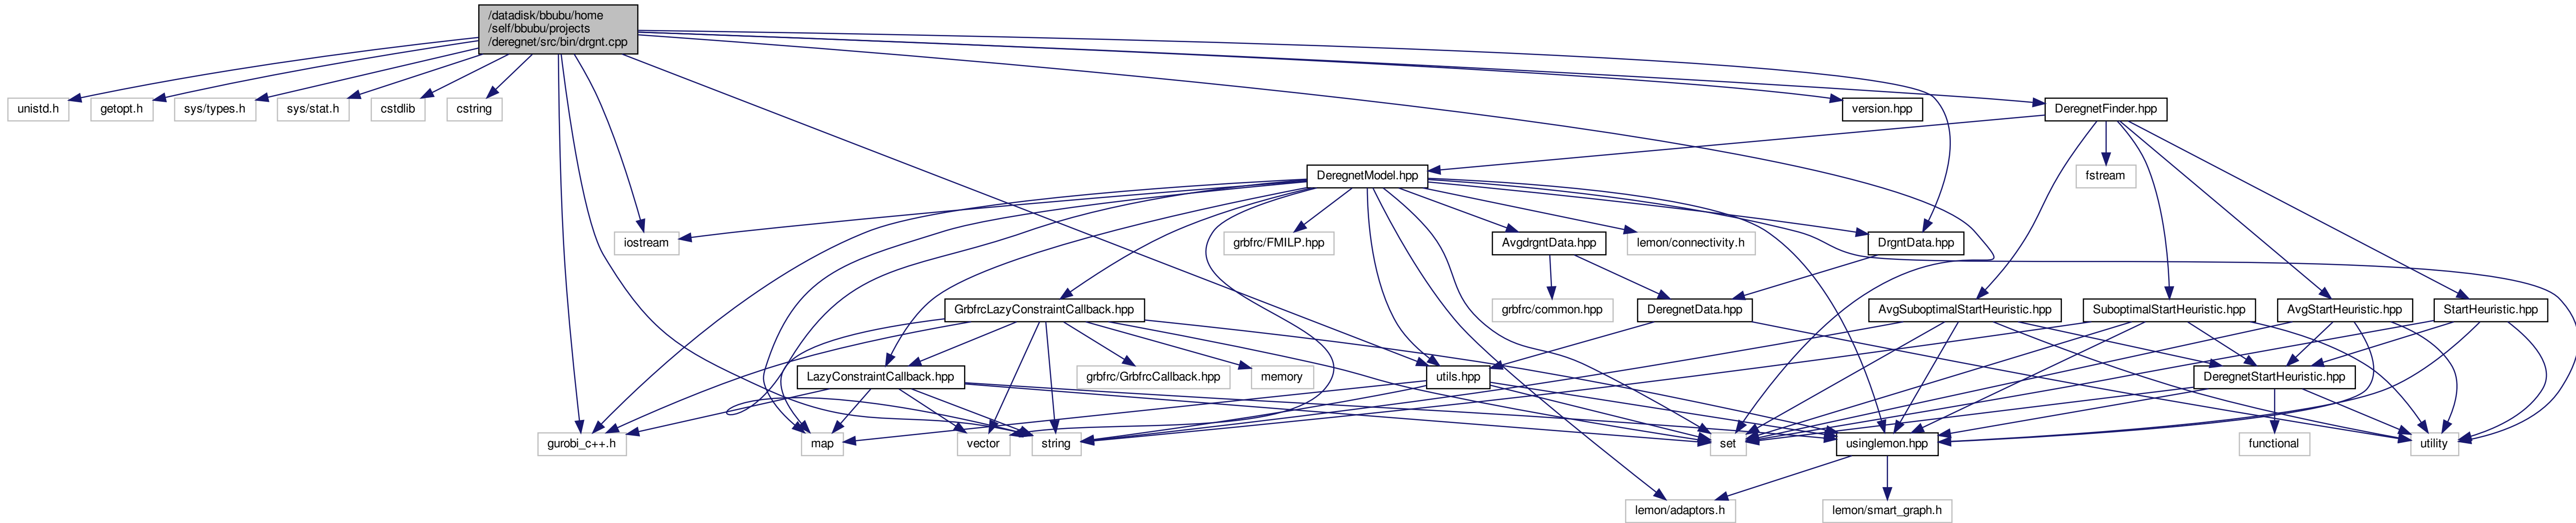 /datadisk/bbubu/home
/self/bbubu/projects
/deregnet/src/bin/drgnt.cpp
unistd.h
getopt.h
sys/types.h
sys/stat.h
cstdlib
cstring
version.hpp
DeregnetFinder.hpp
DeregnetModel.hpp
fstream
iostream
grbfrc/FMILP.hpp
AvgdrgntData.hpp
lemon/connectivity.h
DrgntData.hpp
GrbfrcLazyConstraintCallback.hpp
grbfrc/common.hpp
DeregnetData.hpp
AvgSuboptimalStartHeuristic.hpp
SuboptimalStartHeuristic.hpp
AvgStartHeuristic.hpp
StartHeuristic.hpp
LazyConstraintCallback.hpp
grbfrc/GrbfrcCallback.hpp
memory
utils.hpp
DeregnetStartHeuristic.hpp
gurobi_c++.h
map
vector
string
set
usinglemon.hpp
functional
utility
lemon/adaptors.h
lemon/smart_graph.h